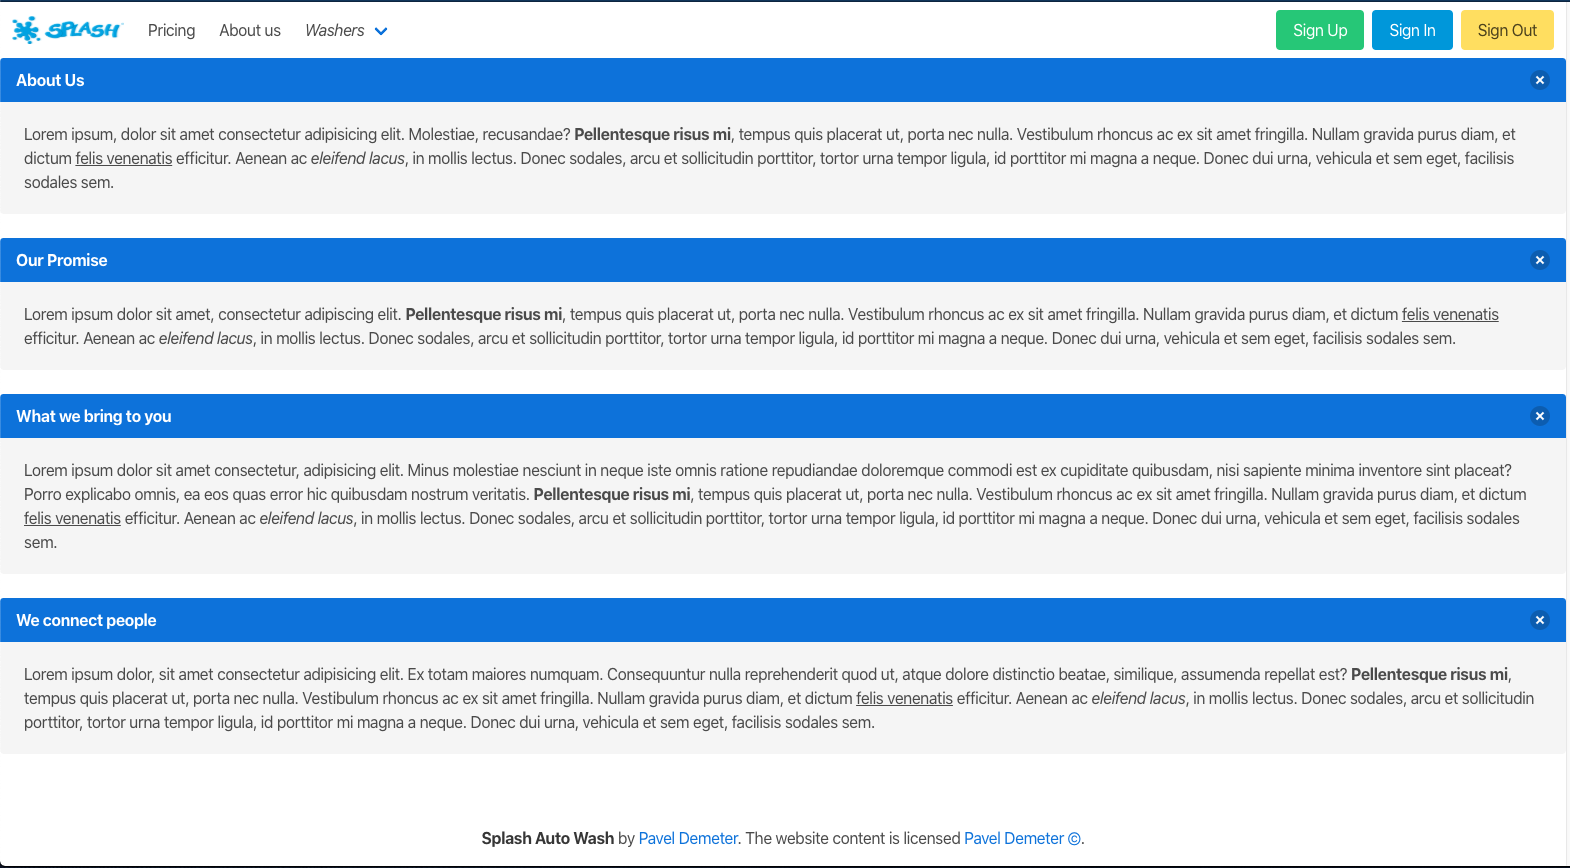 SPLASH Pricing About us Washers Sign Up Sign In Sign Out
About Us
Lorem ipsum, dolor sit amet consectetur adipisicing elit. Molestiae, recusandae? Pellentesque risus mi, tempus quis placerat ut, porta nec nulla. Vestibulum rhoncus ac ex sit amet fringilla. Nullam gravida purus diam, et
dictum felis venenatis efficitur. Aenean ac eleifend lacus, in mollis lectus. Donec sodales, arcu et sollicitudin porttitor, tortor urna tempor ligula, id porttitor mi magna a neque. Donec dui urna, vehicula et sem eget, facilisis
sodales sem.
Our Promise
Lorem ipsum dolor sit amet, consectetur adipiscing elit. Pellentesque risus mi, tempus quis placerat ut, porta nec nulla. Vestibulum rhoncus ac ex sit amet fringilla. Nullam gravida purus diam, et dictum felis venenatis
efficitur. Aenean ac eleifend lacus, in mollis lectus. Donec sodales, arcu et sollicitudin porttitor, tortor urna tempor ligula, id porttitor mi magna a neque. Donec dui urna, vehicula et sem eget, facilisis sodales sem.
What we bring to you
Lorem ipsum dolor sit amet consectetur, adipisicing elit. Minus molestiae nesciunt in neque iste omnis ratione repudiandae doloremque commodi est ex cupiditate quibusdam, nisi sapiente minima inventore sint placeat?
Porro explicabo omnis, ea eos quas error hic quibusdam nostrum veritatis. Pellentesque risus mi, tempus quis placerat ut, porta nec nulla. Vestibulum rhoncus ac ex sit amet fringilla. Nullam gravida purus diam, et dictum
felis venenatis efficitur. Aenean ac eleifend lacus, in mollis lectus. Donec sodales, arcu et sollicitudin porttitor, tortor urna tempor ligula, id porttitor mi magna a neque. Donec dui urna, vehicula et sem eget, facilisis sodales
sem.
We connect people
Lorem ipsum dolor, sit amet consectetur adipisicing elit. Ex totam maiores numquam. Consequuntur nulla reprehenderit quod ut, atque dolore distinctio beatae, similique, assumenda repellat est? Pellentesque risus mi,
tempus quis placerat ut, porta nec nulla. Vestibulum rhoncus ac ex sit amet fringilla. Nullam gravida purus diam, et dictum felis venenatis efficitur. Aenean ac eleifend lacus, in mollis lectus. Donec sodales, arcu et sollicitudin
porttitor, tortor urna tempor ligula, id porttitor mi magna a neque. Donec dui urna, vehicula et sem eget, facilisis sodales sem.
Splash Auto Wash by Pavel Demeter. The website content is licensed Pavel Demeter ©.